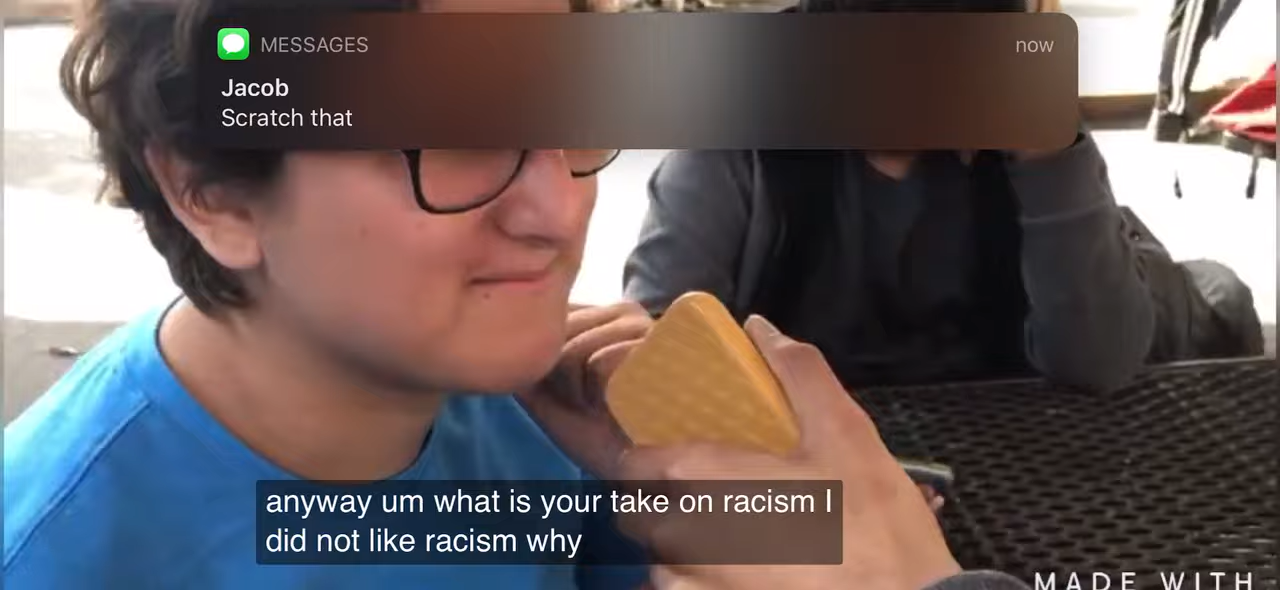 MESSAGES
now
Jacob
Scratch that
anyway um what is your take on racism I
did not like racism why
MADE WITH